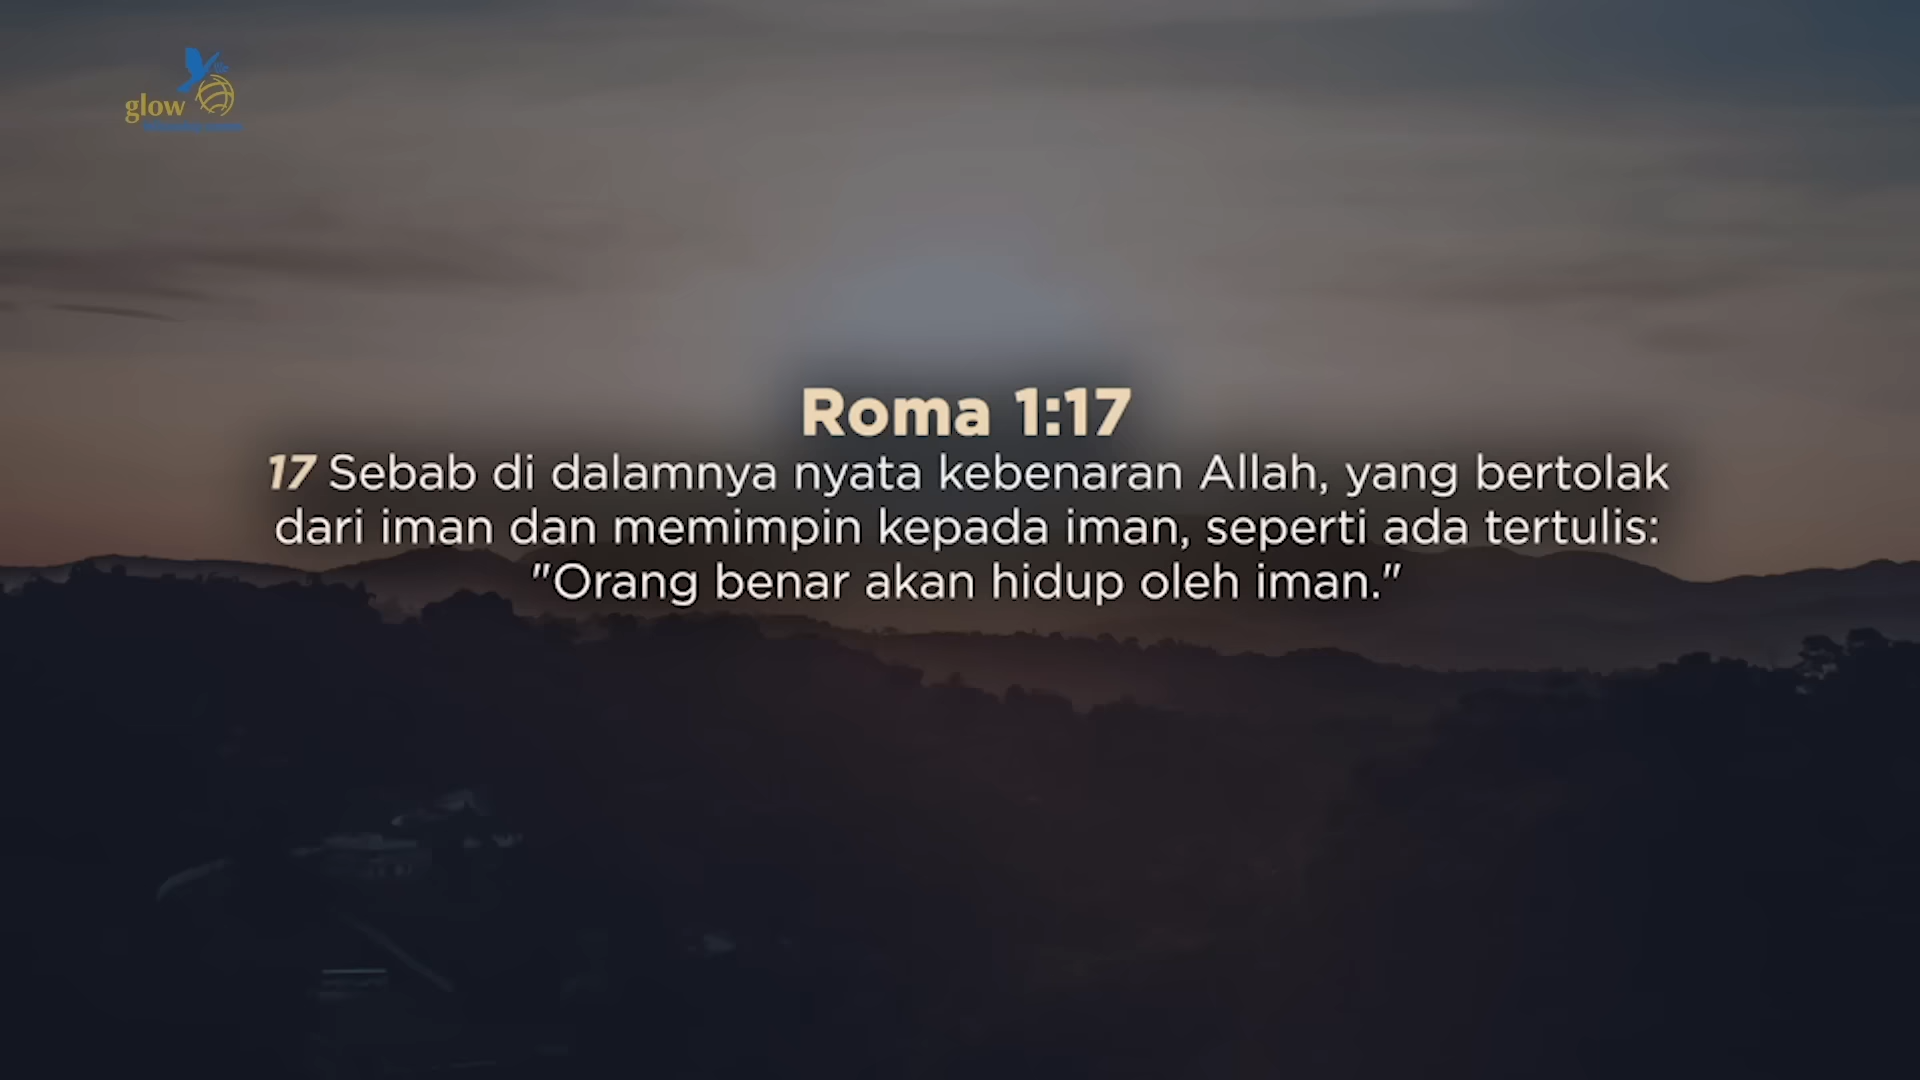 glow
Roma 1:17
17 Sebab di dalamnya nyata kebenaran Allah, yang bertolak
dari iman dan memimpin kepada iman, seperti ada tertulis:
"Orang benar akan hidup oleh iman."